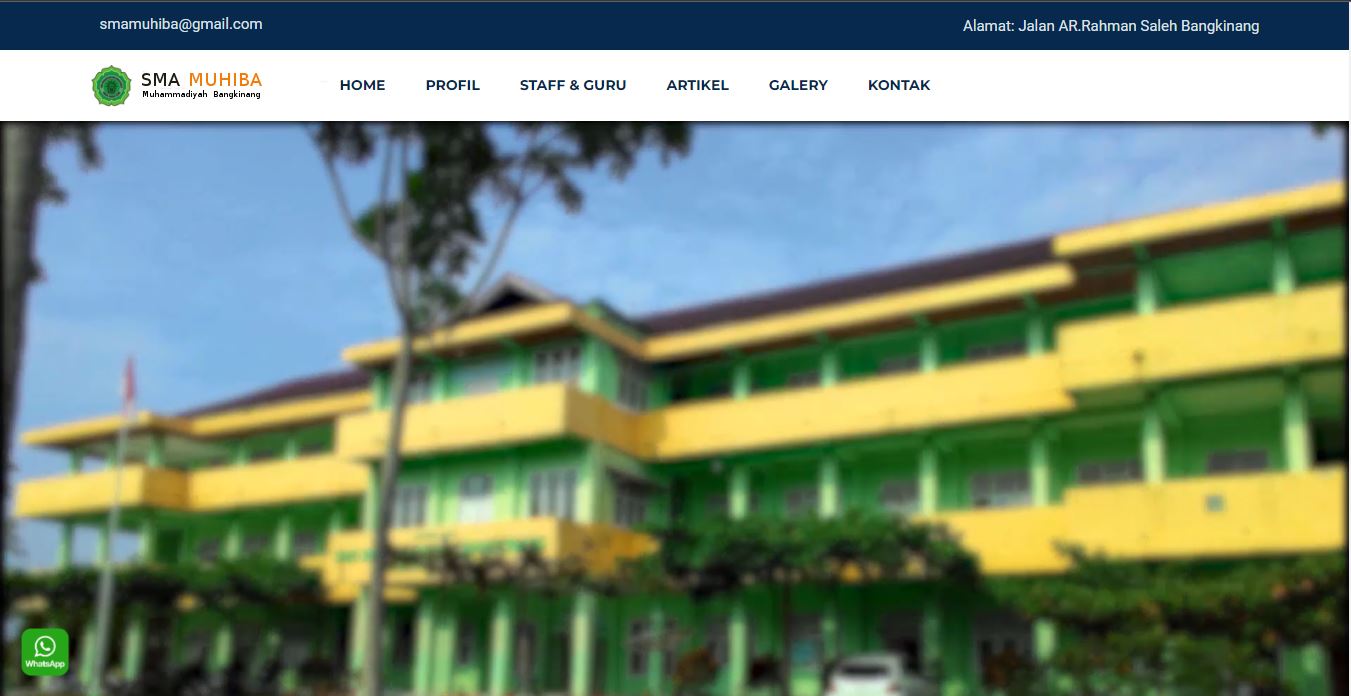 smamuhiba@gmail.com
Alamat: Jalan AR.Rahman Saleh Bangkinang
SMA MUHIBA
Muhammadiyah Bangkinang
HOME PROFIL STAFF & GURU ARTIKEL GALERY KONTAK
WhatsApp